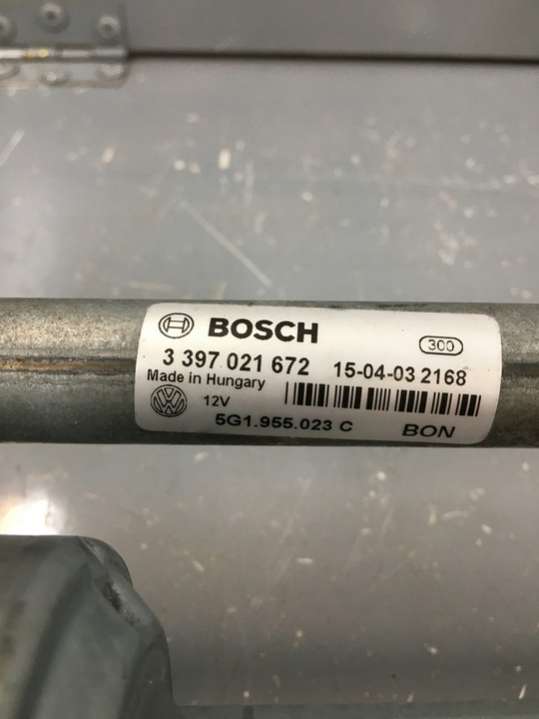 BOSCH
300
3 397 021 672 15-04-03 2168
Made in Hungary
12V
5G1.955.023 C BON